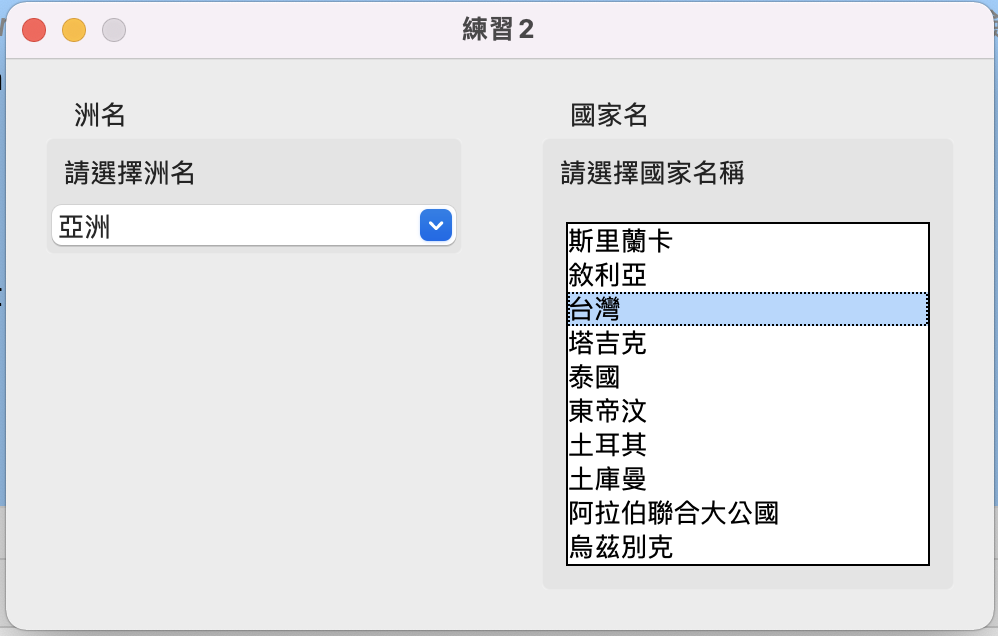 練習2
洲名
請選擇洲名
亞洲
國家名
請選擇國家名稱
斯里蘭卡
敘利亞
台灣
塔吉克
泰國
東帝汶
土耳其
土庫曼
阿拉伯聯合大公國
烏茲別克